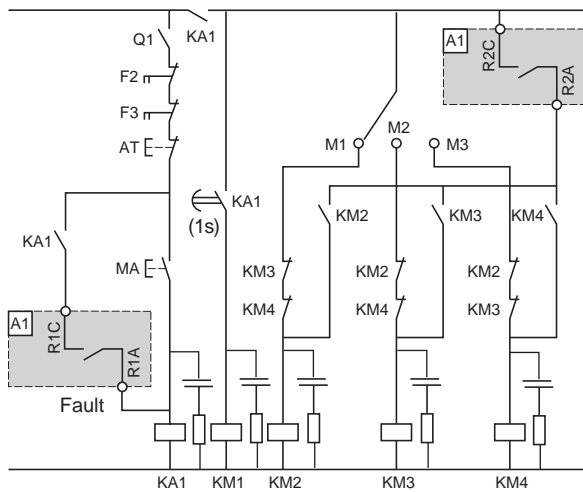 Q1
KA1
A1
R2C
R2A
F2
F3
AT
M1
M2
M3
KA1
(1s)
KA1
KM2
KM3
KM4
MA
KM3
KM2
KM2
KM4
KM4
KM3
A1
R1C
R1A
Fault
KA1
KM1
KM2
KM3
KM4